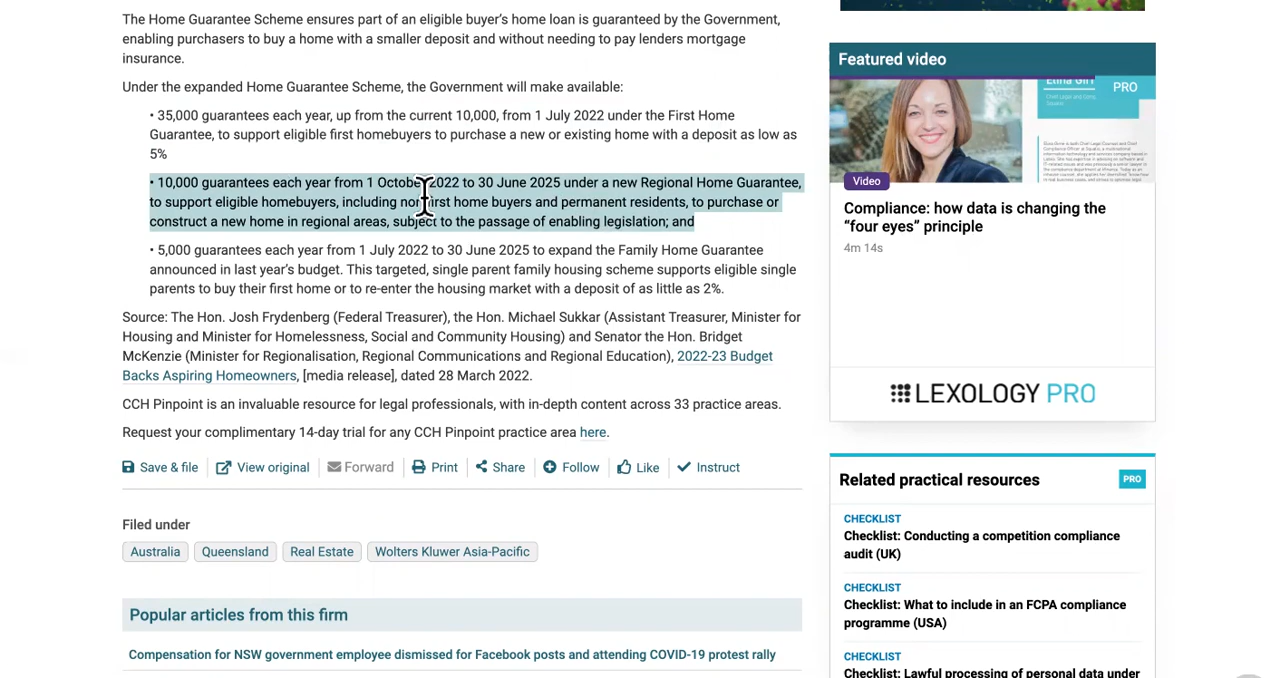 The Home Guarantee Scheme ensures part of an eligible buyer's home loan is guaranteed by the Government,
enabling purchasers to buy a home with a smaller deposit and without needing to pay lenders mortgage
insurance.
Under the expanded Home Guarantee Scheme, the Government will make available:
• 35,000 guarantees each year, up from the current 10,000, from 1 July 2022 under the First Home
Guarantee, to support eligible first homebuyers to purchase a new or existing home with a deposit as low as
5%
• 10,000 guarantees each year from 1 October 2022 to 30 June 2025 under a new Regional Home Guarantee,
to support eligible homebuyers, including non-first home buyers and permanent residents, to purchase or
construct a new home in regional areas, subject to the passage of enabling legislation; and
• 5,000 guarantees each year from 1 July 2022 to 30 June 2025 to expand the Family Home Guarantee
announced in last year's budget. This targeted, single parent family housing scheme supports eligible single
parents to buy their first home or to re-enter the housing market with a deposit of as little as 2%.
Source: The Hon. Josh Frydenberg (Federal Treasurer), the Hon. Michael Sukkar (Assistant Treasurer, Minister for
Housing and Minister for Homelessness, Social and Community Housing) and Senator the Hon. Bridget
McKenzie (Minister for Regionalisation, Regional Communications and Regional Education), 2022-23 Budget
Backs Aspiring Homeowners, [media release], dated 28 March 2022.
CCH Pinpoint is an invaluable resource for legal professionals, with in-depth content across 33 practice areas.
Request your complimentary 14-day trial for any CCH Pinpoint practice area here.
Save & file
View original
Forward
Print
Share
Follow
Like
Instruct
Filed under
Australia
Queensland
Real Estate
Wolters Kluwer Asia-Pacific
Popular articles from this firm
Compensation for NSW government employee dismissed for Facebook posts and attending COVID-19 protest rally
Featured video
PRO
Video
Compliance: how data is changing the
"four eyes" principle
4m 14s
LEXOLOGY PRO
Related practical resources
PRO
CHECKLIST
Checklist: Conducting a competition compliance
audit (UK)
CHECKLIST
Checklist: What to include in an FCPA compliance
programme (USA)
CHECKLIST
Checklist: Lawful processing of personal data under